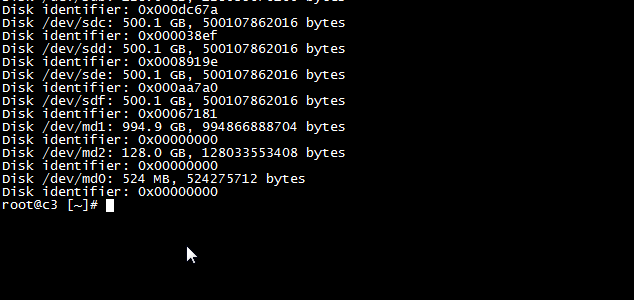 Disk identifier: 0x000dc67a
Disk /dev/sdc: 500.1 GB, 500107862016 bytes
Disk identifier: 0x000038ef
Disk /dev/sdd: 500.1 GB, 500107862016 bytes
Disk identifier: 0x0008919e
Disk /dev/sde: 500.1 GB, 500107862016 bytes
Disk identifier: 0x000aa7a0
Disk /dev/sdf: 500.1 GB, 500107862016 bytes
Disk identifier: 0x00067181
Disk /dev/md1: 994.9 GB, 994866888704 bytes
Disk identifier: 0x00000000
Disk /dev/md2: 128.0 GB, 128033553408 bytes
Disk identifier: 0x00000000
Disk /dev/md0: 524 MB, 524275712 bytes
Disk identifier: 0x00000000
root@c3 [~]#